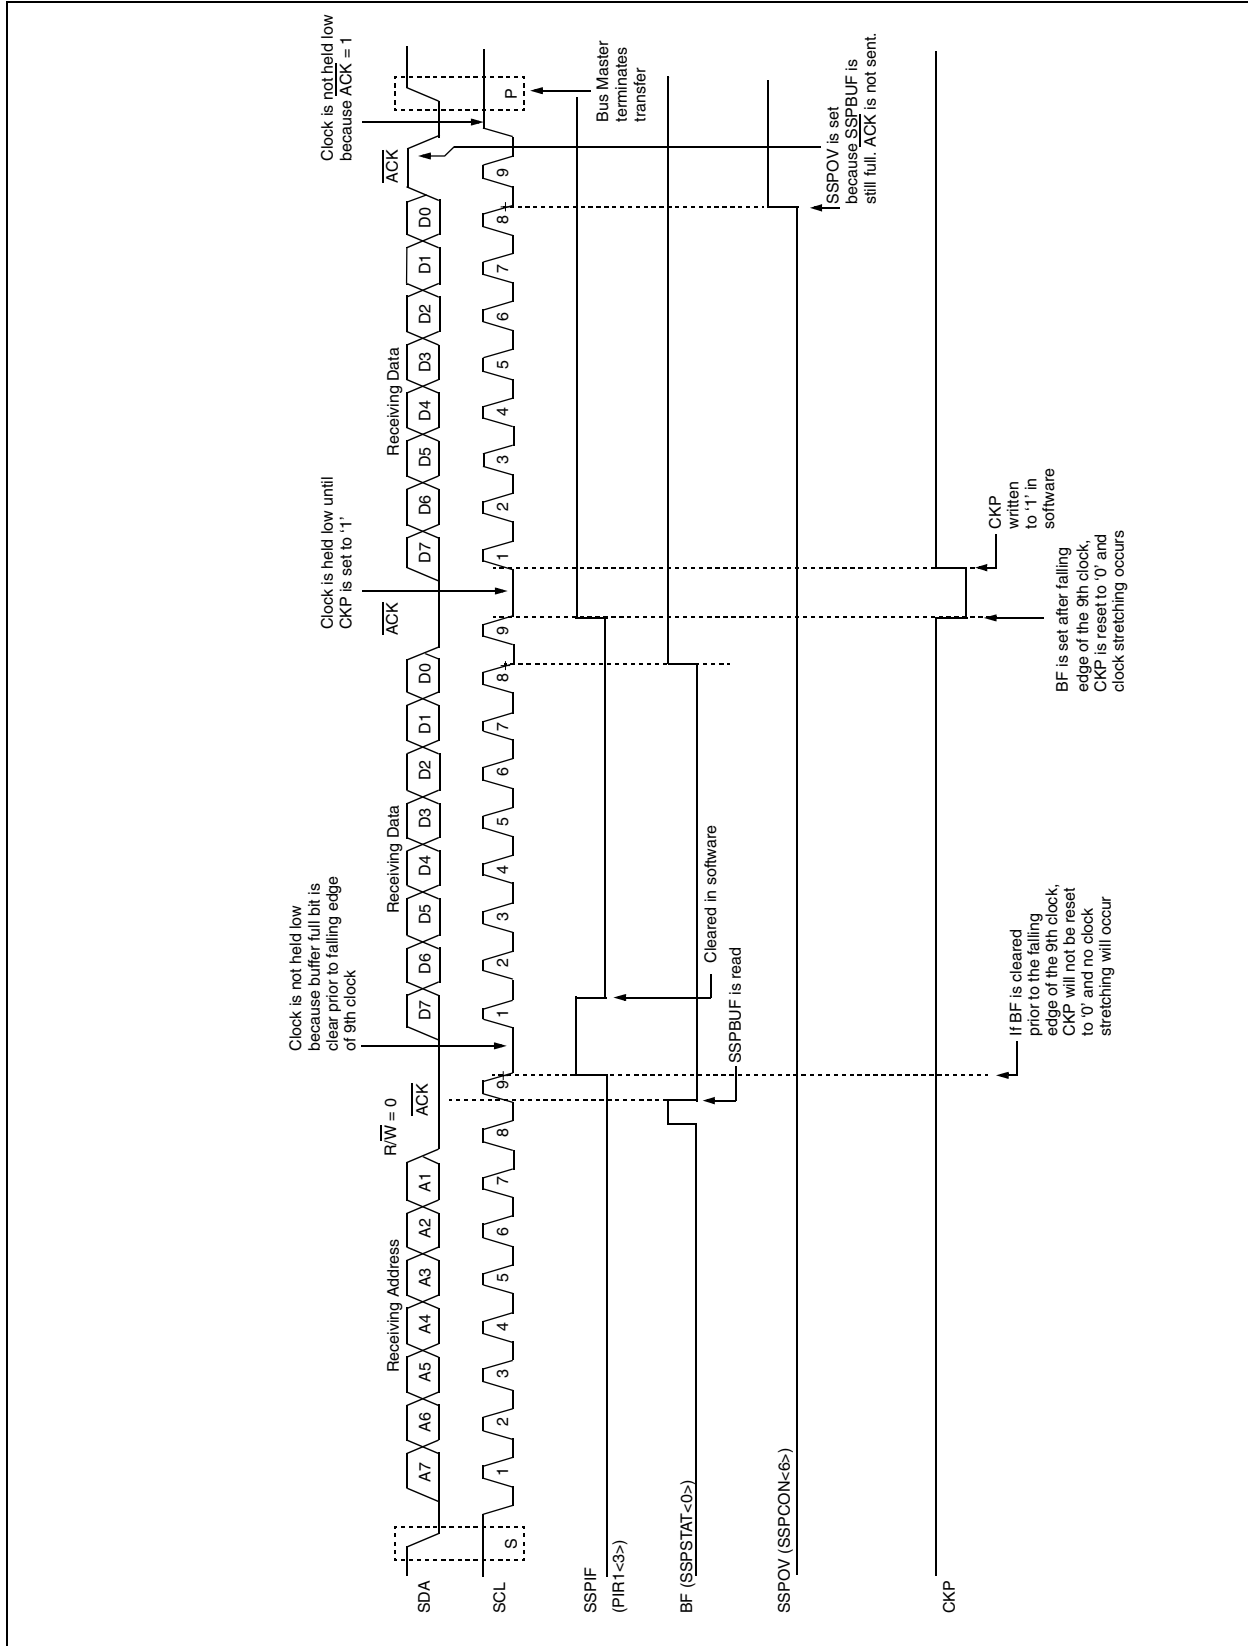 Clock is not held low
because buffer full bit is
clear prior to falling edge
of 9th clock
Clock is held low until
CKP is set to ‘1’
Clock is not held low
because ACK = 1
Receiving Address
R/W = 0
ACK
Receiving Data
ACK
Receiving Data
ACK
SDA
A7 A6 A5 A4 A3 A2 A1
D7 D6 D5 D4 D3 D2 D1 D0
D7 D6 D5 D4 D3 D2 D1 D0
SCL
S
1 2 3 4 5 6 7 8 9
1 2 3 4 5 6 7 8 9
1 2 3 4 5 6 7 8 9
P
SSPIF
(PIR1<3>)
Bus Master
terminates
transfer
Cleared in software
BF (SSPSTAT<0>)
SSPBUF is read
SSPOV (SSPCON<6>)
SSPOV is set
because SSPBUF is
still full. ACK is not sent.
CKP
CKP
written
to ‘1’ in
software
If BF is cleared
prior to the falling
edge of the 9th clock,
CKP will not be reset
to ‘0’ and no clock
stretching will occur
BF is set after falling
edge of the 9th clock,
CKP is reset to ‘0’ and
clock stretching occurs